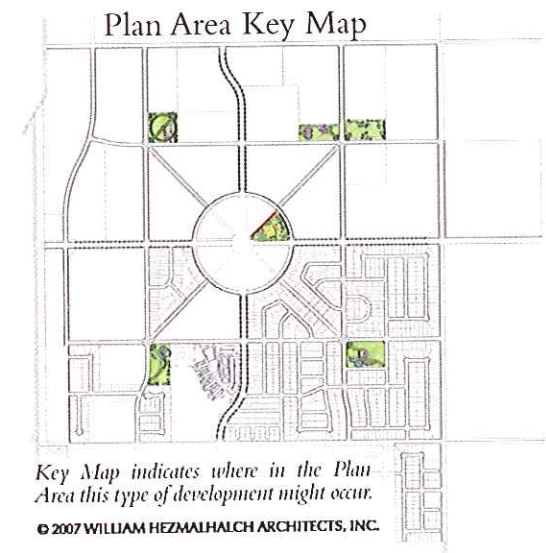 Plan Area Key Map
Key Map indicates where in the Plan
Area this type of development might occur.
© 2007 WILLIAM HEZMALHALCH ARCHITECTS, INC.